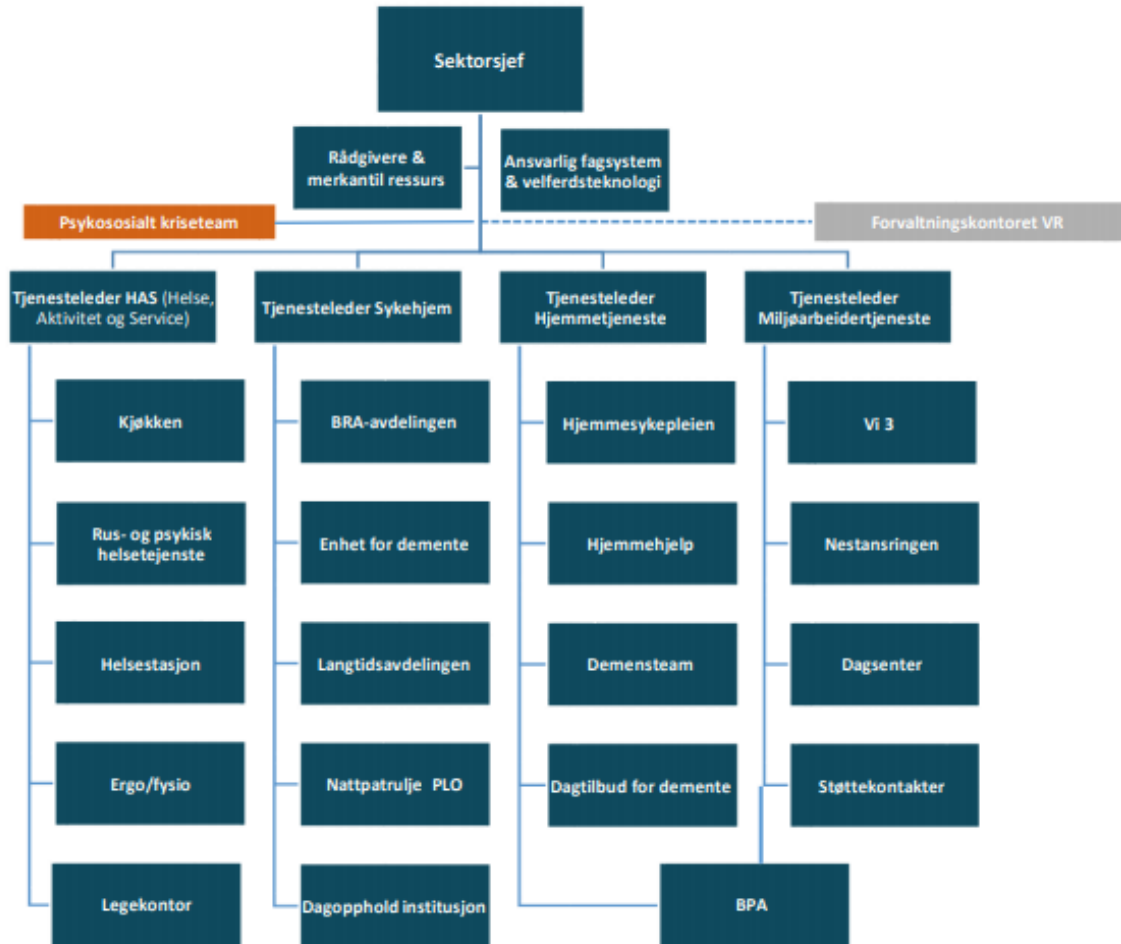 Sektorsjef
Rådgivere &
merkantil ressurs
Ansvarlig fagsystem
& velferdsteknologi
Psykososialt kriseteam
Forvaltningskontoret VR
Tjenesteleder HAS (Helse,
Aktivitet og Service)
Tjenesteleder Sykehjem
Tjenesteleder
Hjemmetjeneste
Tjenesteleder
Miljøarbeidertjeneste
Kjøkken
BRA-avdelingen
Hjemmesykepleien
Vi 3
Rus- og psykisk
helsetejenste
Enhet for demente
Hjemmehjelp
Nestansringen
Helsestasjon
Langtidsavdelingen
Demensteam
Dagsenter
Ergo/fysio
Nattpatrulje PLO
Dagtilbud for demente
Støttekontakter
Legekontor
Dagopphold institusjon
BPA